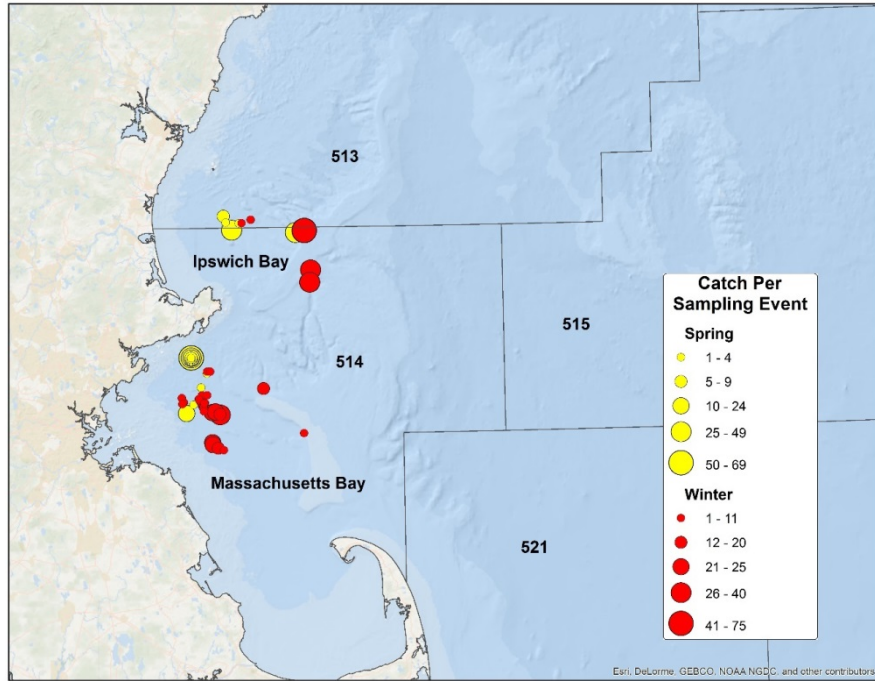 513
Ipswich Bay
514
515
Massachusetts Bay
521
Catch Per
Sampling Event
Spring
1 - 4
5 - 9
10 - 24
25 - 49
50 - 69
Winter
1 - 11
12 - 20
21 - 25
26 - 40
41 - 75
Esri, DeLorme, GEBCO, NOAA NGDC, and other contributors